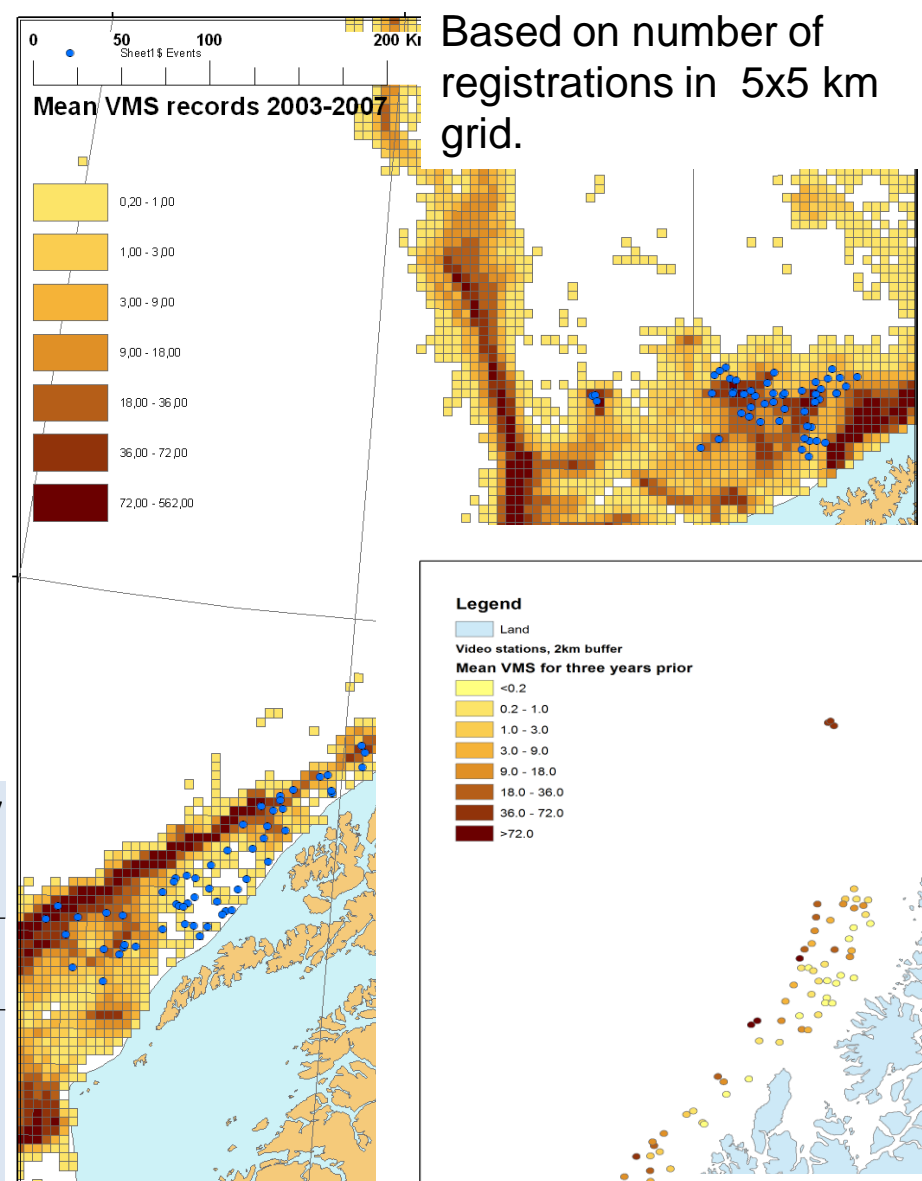 Based on number of
registrations in 5x5 km
grid.
0 50 100 200
Sheet1$ Events
Mean VMS records 2003-2007
0,20 - 1,00
1,00 - 3,00
3,00 - 9,00
9,00 - 18,00
18,00 - 36,00
36,00 - 72,00
72,00 - 562,00
Legend
Land
Video stations, 2km buffer
Mean VMS for three years prior
<0.2
0.2 - 1.0
1.0 - 3.0
3.0 - 9.0
9.0 - 18.0
18.0 - 36.0
36.0 - 72.0
>72.0